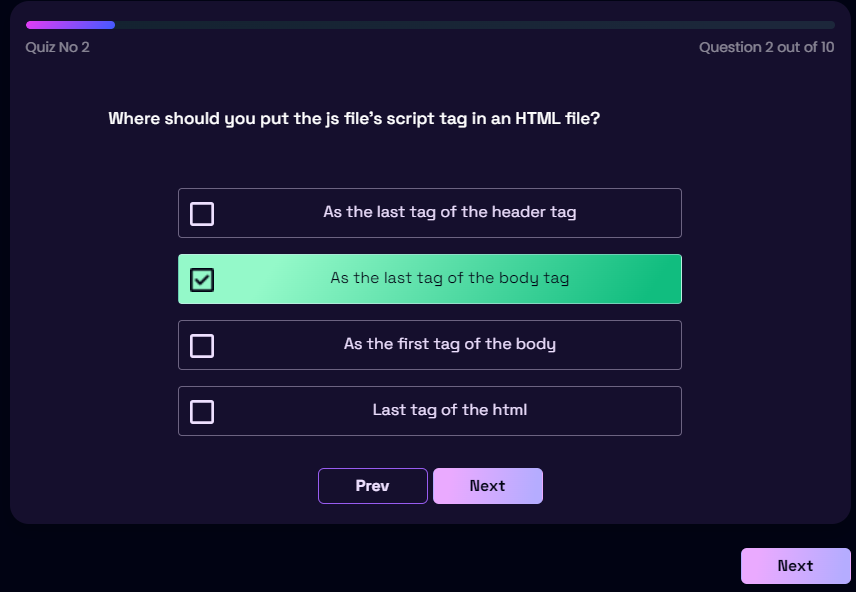 Quiz No 2
Question 2 out of 10
Where should you put the js file's script tag in an HTML file?
As the last tag of the header tag
As the last tag of the body tag
As the first tag of the body
Last tag of the html
Prev
Next
Next